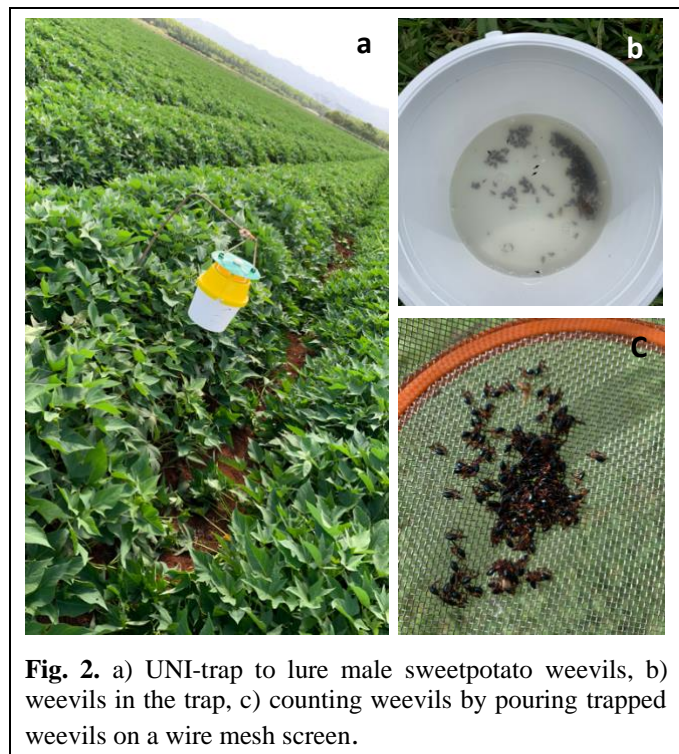 a
b
C
Fig. 2. a) UNI-trap to lure male sweetpotato weevils, b)
weevils in the trap, c) counting weevils by pouring trapped
weevils on a wire mesh screen.